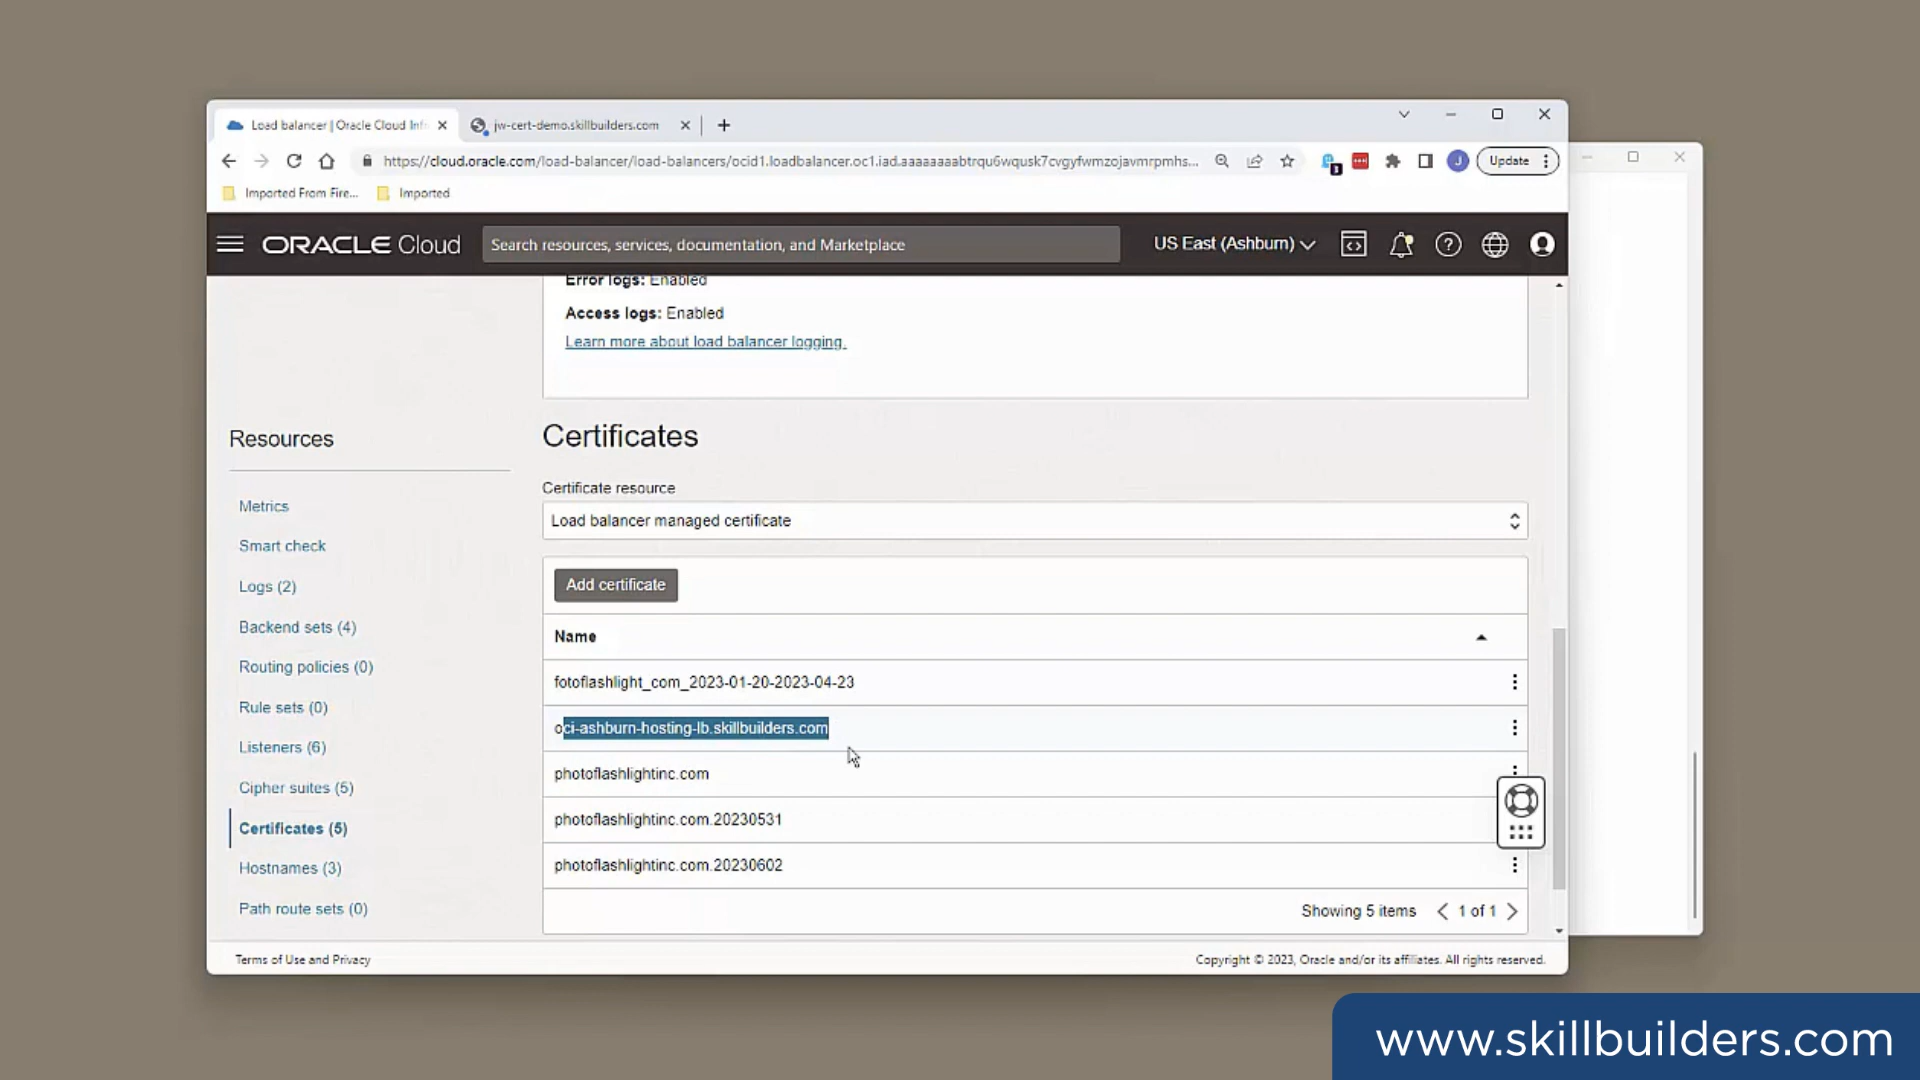 Load balancer | Oracle Cloud Infr
jw-cert-demo.skillbuilders.com
https://cloud.oracle.com/load-balancer/load-balancers/ocid1.loadbalancer.oc1.iad.aaaaaaaabtrqu6wqusk7cvgyfwmzojavmrpmhs...
J
Update
Imported From Fire...
Imported
ORACLE Cloud
Search resources, services, documentation, and Marketplace
US East (Ashburn)
Error logs: Enabled
Access logs: Enabled
Learn more about load balancer logging.
Resources
Metrics
Smart check
Logs (2)
Backend sets (4)
Routing policies (0)
Rule sets (0)
Listeners (6)
Cipher suites (5)
Certificates (5)
Hostnames (3)
Path route sets (0)
Certificates
Certificate resource
Load balancer managed certificate
Add certificate
Name
fotoflashlight_com_2023-01-20-2023-04-23
oci-ashburn-hosting-lb.skillbuilders.com
photoflashlightinc.com
photoflashlightinc.com.20230531
photoflashlightinc.com.20230602
Showing 5 items
1 of 1
Terms of Use and Privacy
Copyright © 2023, Oracle and/or its affiliates. All rights reserved.
www.skillbuilders.com